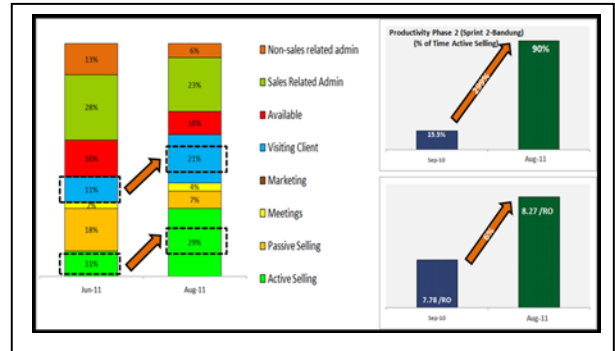 13%
28%
16%
11%
2%
18%
11%
Jun-11
6%
23%
10%
21%
4%
7%
29%
Aug-11
Non-sales related admin
Sales Related Admin
Available
Visiting Client
Marketing
Meetings
Passive Selling
Active Selling
Productivity Phase 2 (Sprint 2-Bandung)
(% of Time Active Selling)
15.5%
90%
Sep-10
Aug-11
7.78 /RO
6%
8.27 /RO
Sep-10
Aug-11